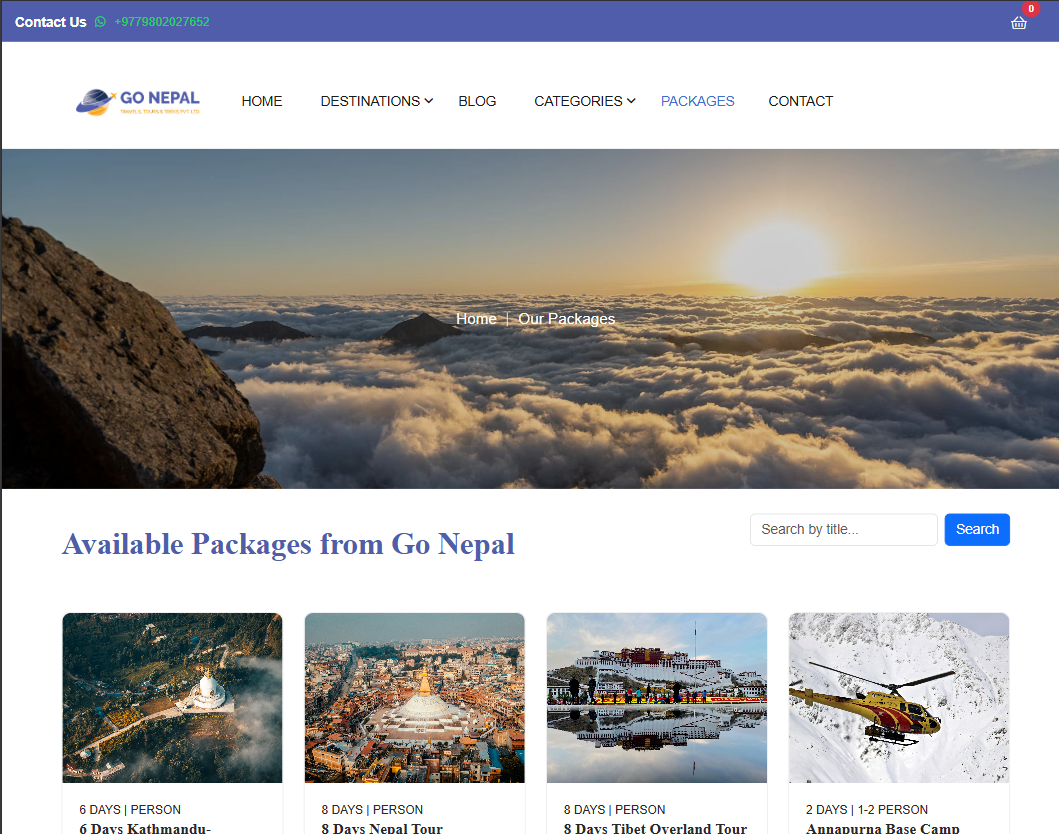 Contact Us +9779802027652
0
GO NEPAL
TRAVELS, TOURS & TREKS PVT. LTD.
HOME DESTINATIONS BLOG CATEGORIES PACKAGES CONTACT
Home | Our Packages
Available Packages from Go Nepal
Search by title...
Search
6 DAYS | PERSON
6 Days Kathmandu-
8 DAYS | PERSON
8 Days Nepal Tour
8 DAYS | PERSON
8 Days Tibet Overland Tour
2 DAYS | 1-2 PERSON
Annapurna Base Camp